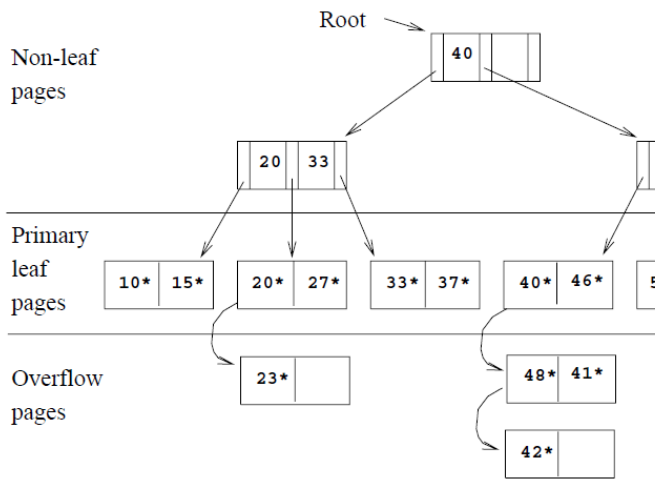 Root
Non-leaf
pages
40
20 33
Primary
leaf
pages
10* 15* 20* 27* 33* 37* 40* 46*
Overflow
pages
23* 48* 41*
42*